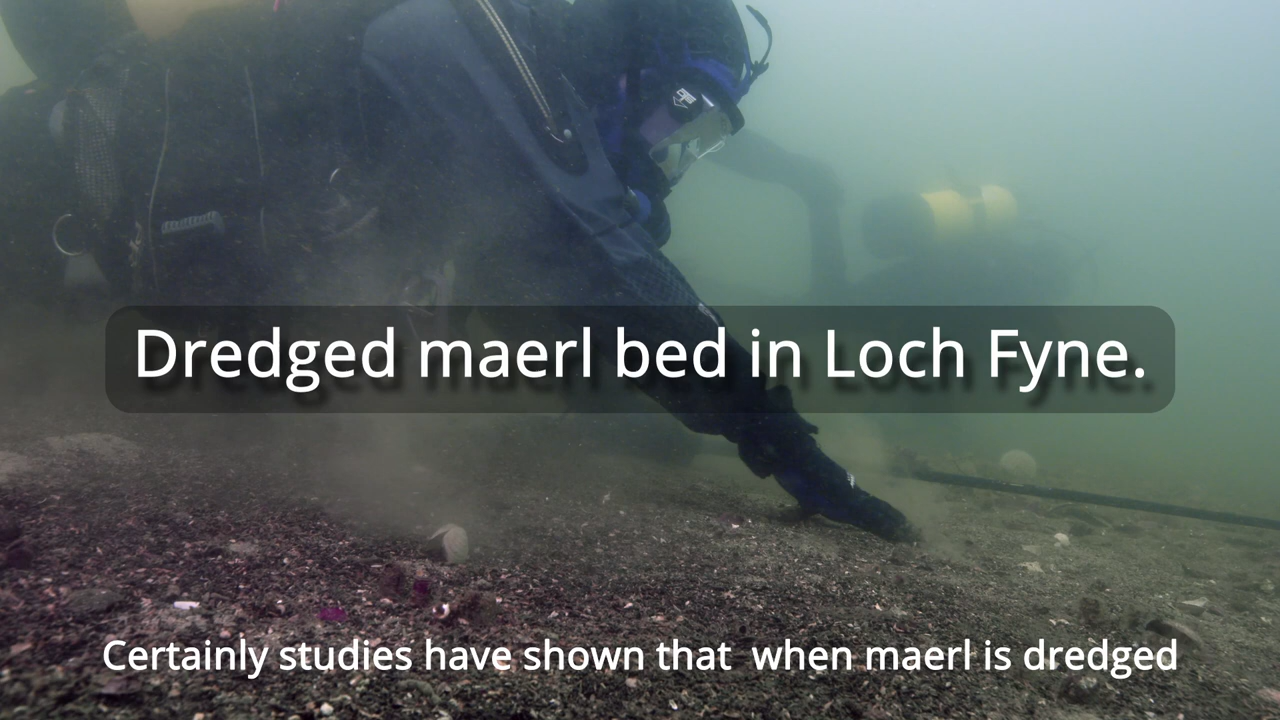 Dredged maerl bed in Loch Fyne.
Certainly studies have shown that  when maerl is dredged